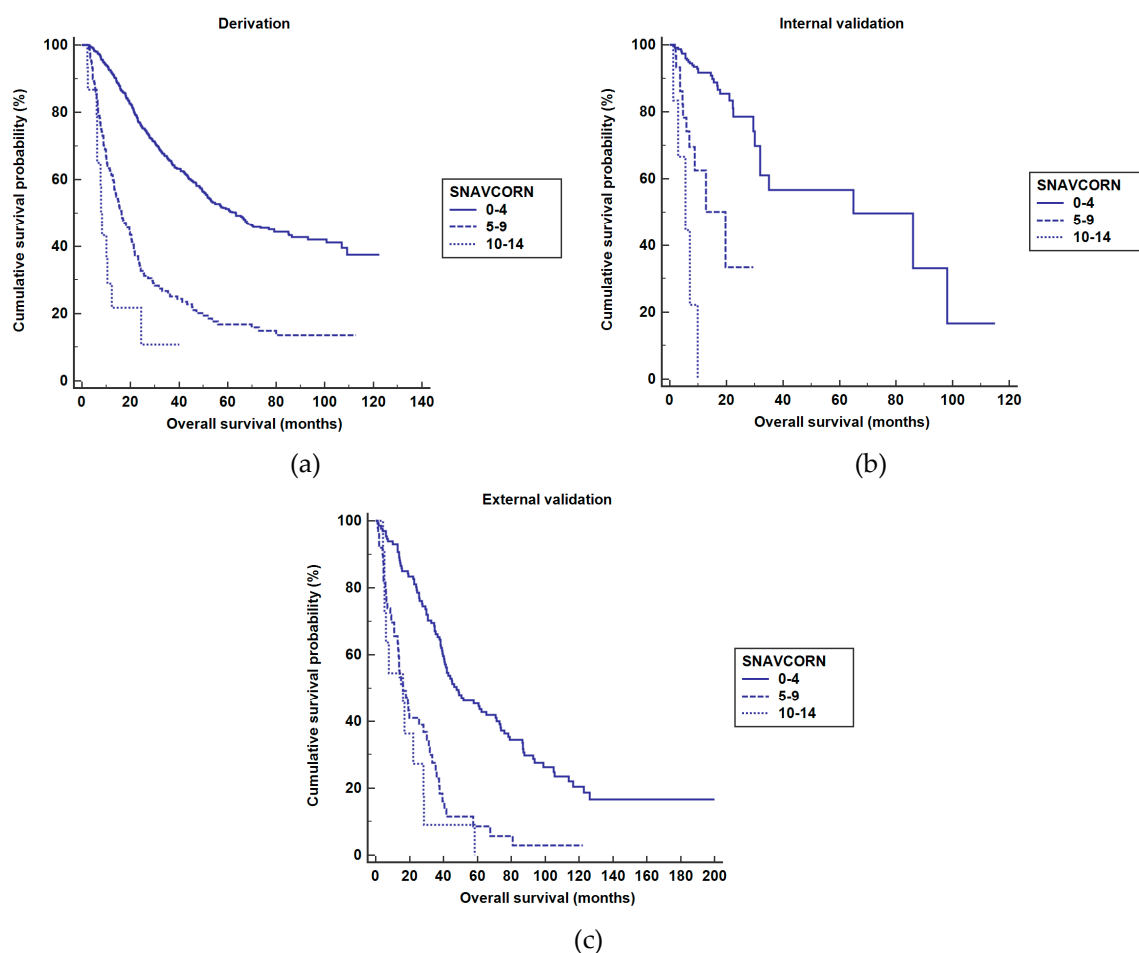 Derivation
Cumulative survival probability (%)
100
80
60
40
20
0
0 20 40 60 80 100 120 140
Overall survival (months)
SNAVCORN
0-4
5-9
10-14
(a)
Internal validation
Cumulative survival probability (%)
100
80
60
40
20
0
0 20 40 60 80 100 120
Overall survival (months)
SNAVCORN
0-4
5-9
10-14
(b)
External validation
Cumulative survival probability (%)
100
80
60
40
20
0
0 20 40 60 80 100 120 140 160 180 200
Overall survival (months)
SNAVCORN
0-4
5-9
10-14
(c)